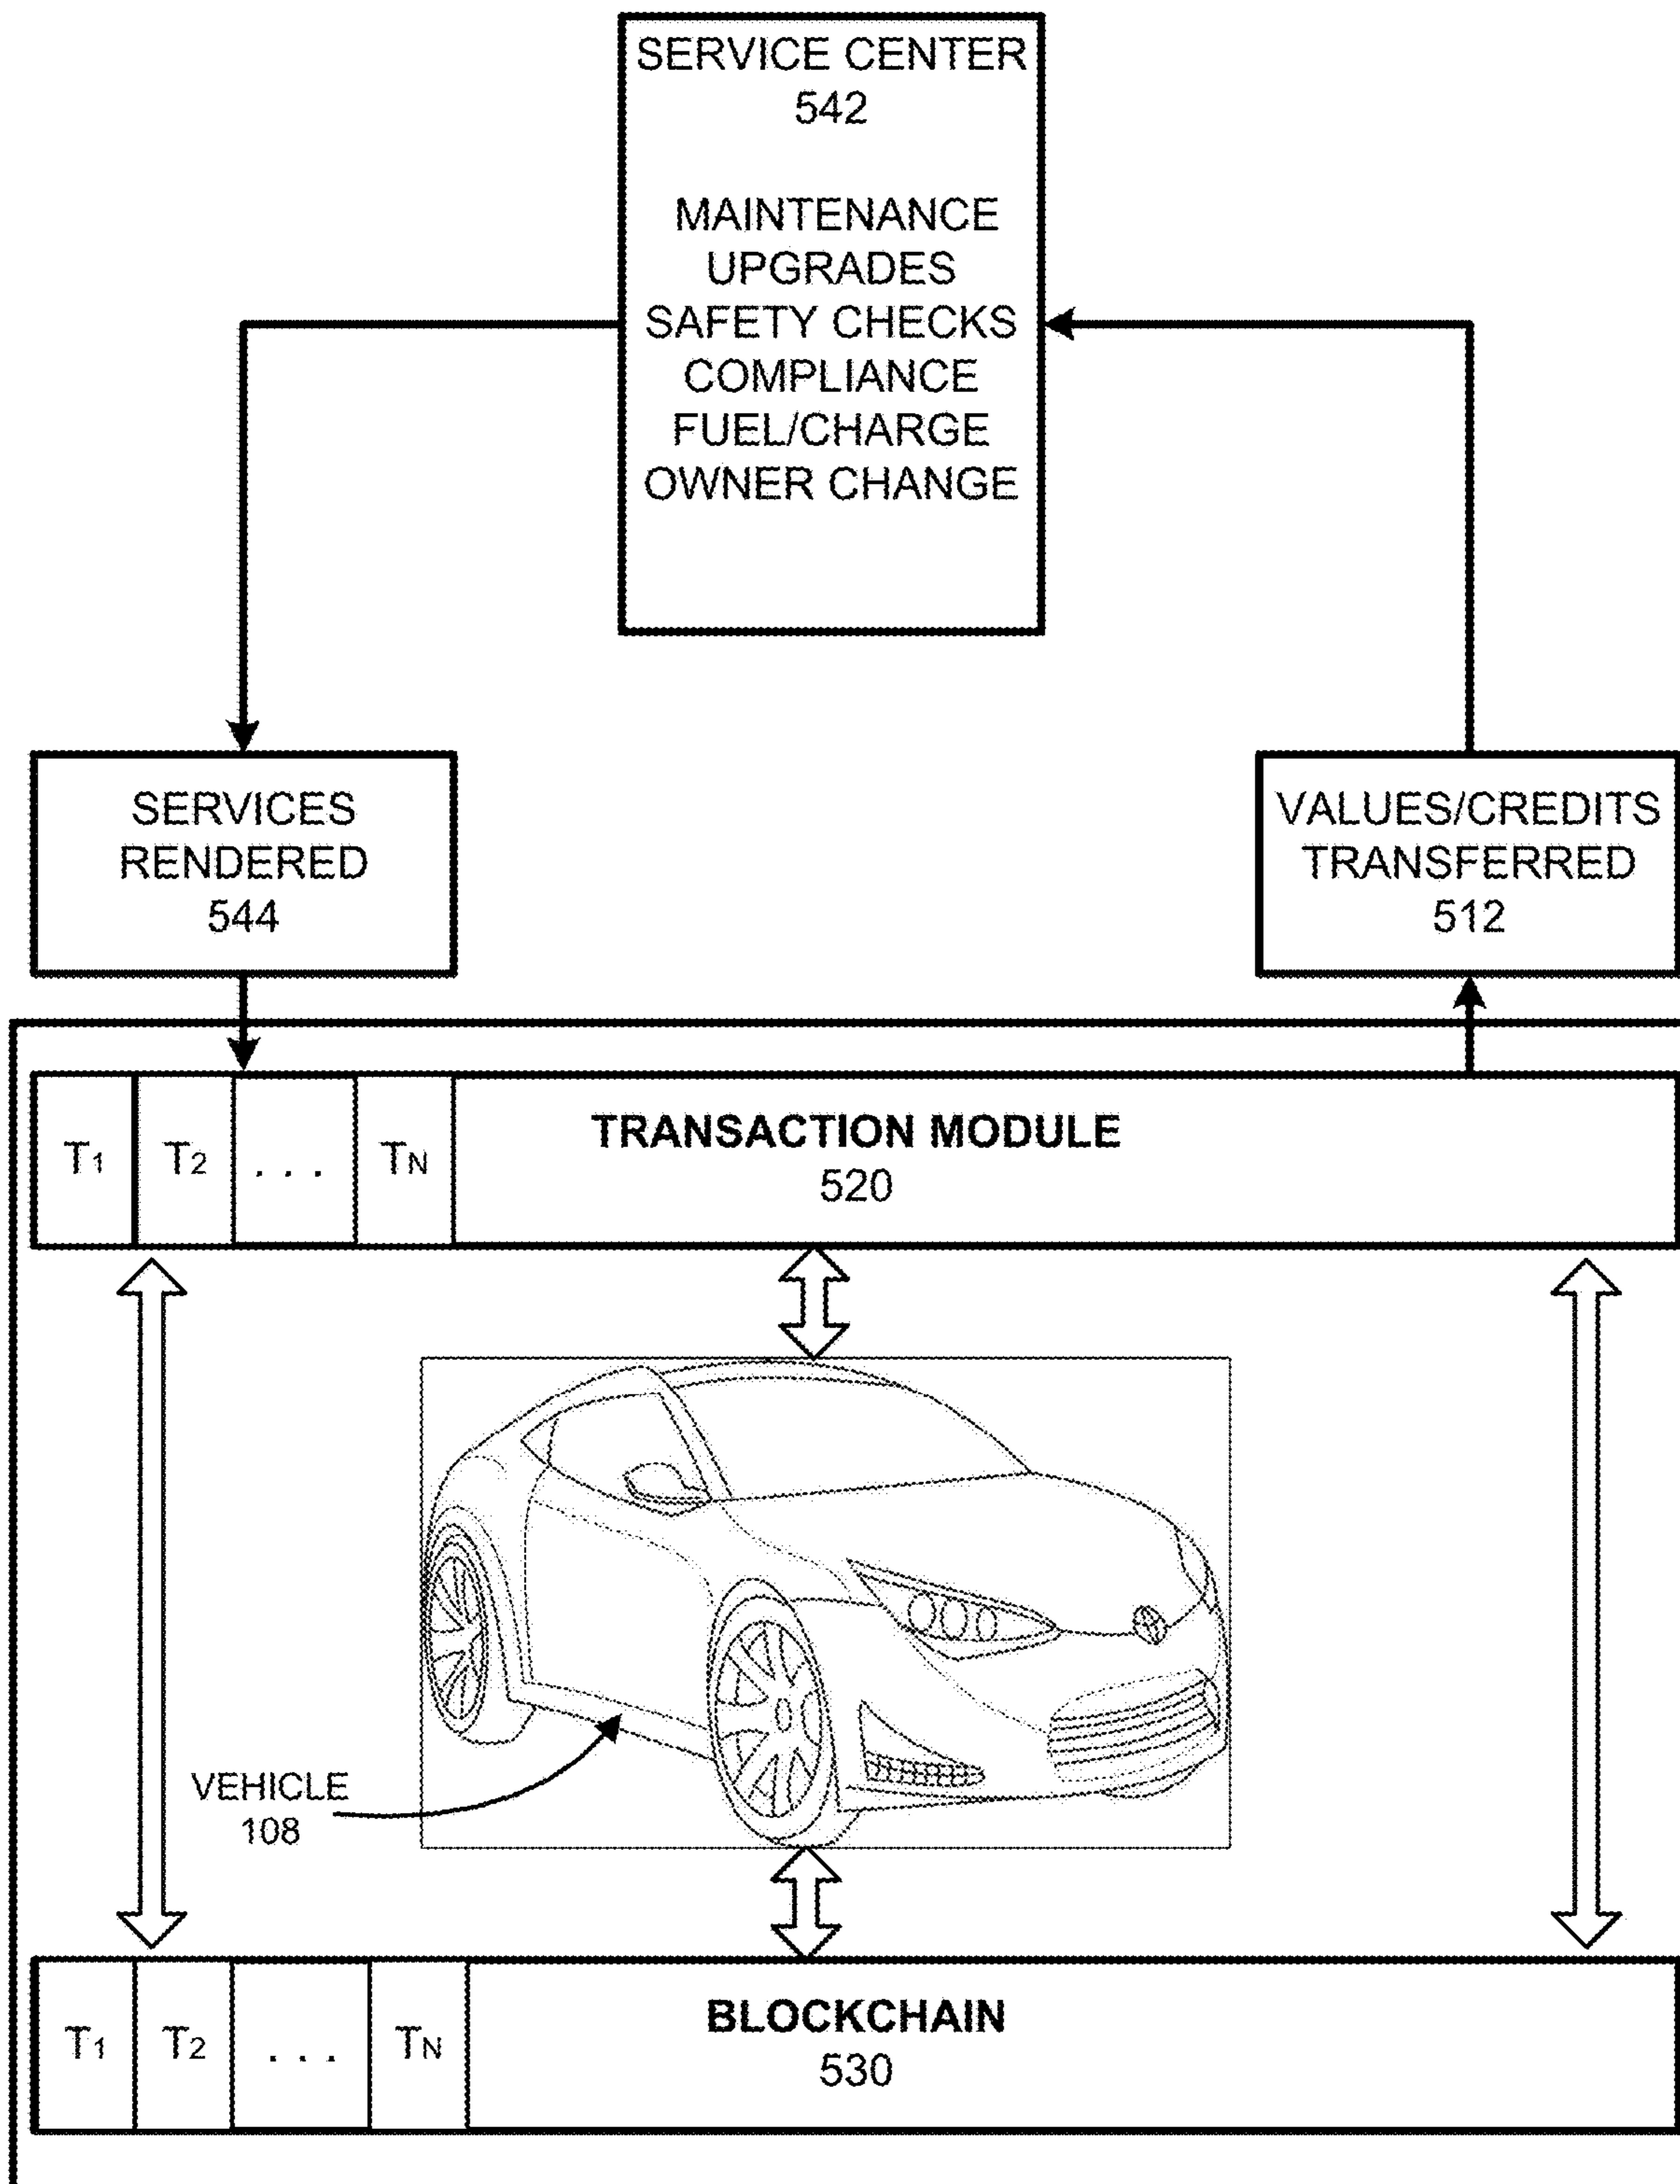 SERVICE CENTER
542
MAINTENANCE
UPGRADES
SAFETY CHECKS
COMPLIANCE
FUEL/CHARGE
OWNER CHANGE
SERVICES
RENDERED
544
VALUES/CREDITS
TRANSFERRED
512
T1 T2 . . . TN
TRANSACTION MODULE
520
VEHICLE
108
T1 T2 . . . TN
BLOCKCHAIN
530